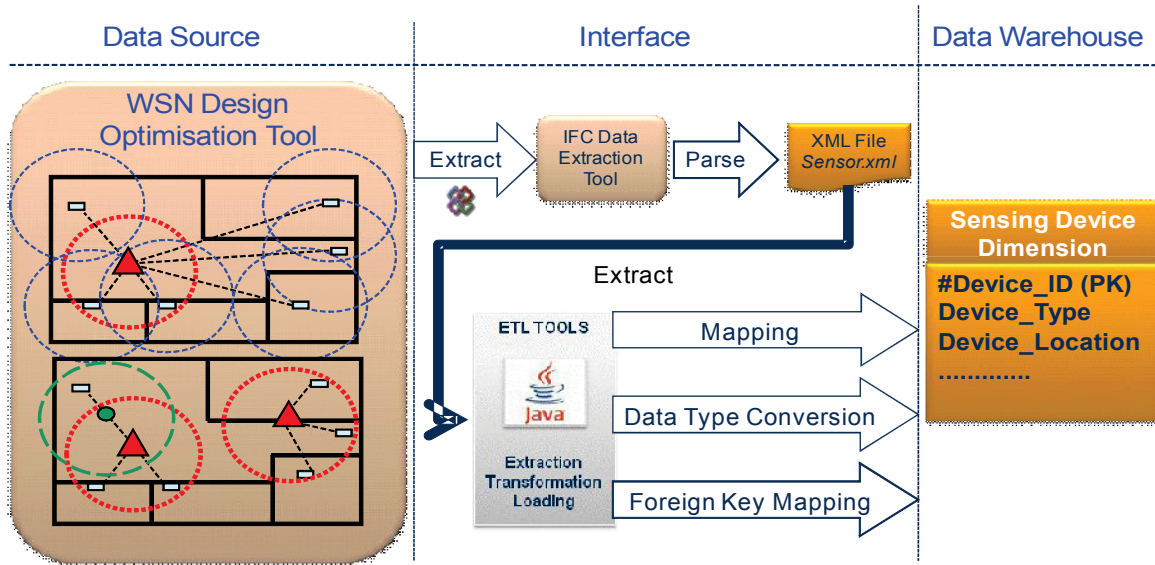 Data Source
Interface
Data Warehouse
WSN Design
Optimisation Tool
Extract
IFC Data
Extraction
Tool
Parse
XML File
Sensor.xml
Extract
ETL TOOLS
Java
Extraction
Transformation
Loading
Mapping
Data Type Conversion
Foreign Key Mapping
Sensing Device
Dimension
#Device_ID (PK)
Device_Type
Device_Location
.............